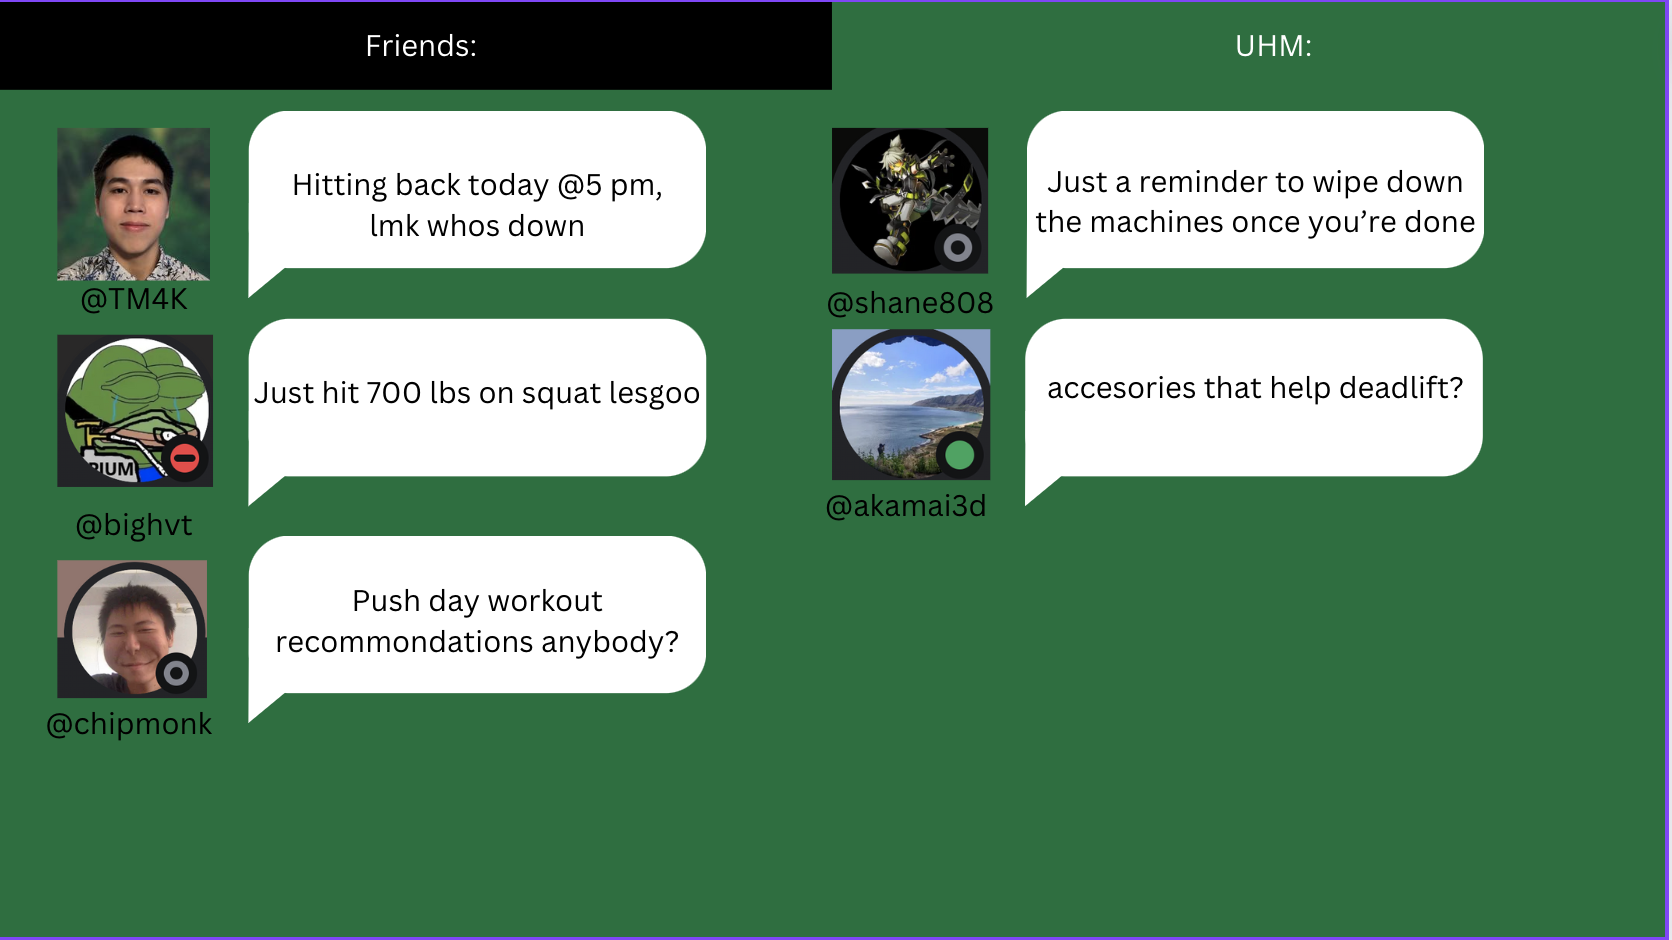 Friends:
UHM:
Hitting back today @5 pm,
lmk whos down
@TM4K
Just hit 700 lbs on squat lesgoo
PIUM
@bighvt
Push day workout
recommondations anybody?
@chipmonk
Just a reminder to wipe down
the machines once you’re done
@shane808
accesories that help deadlift?
@akamai3d